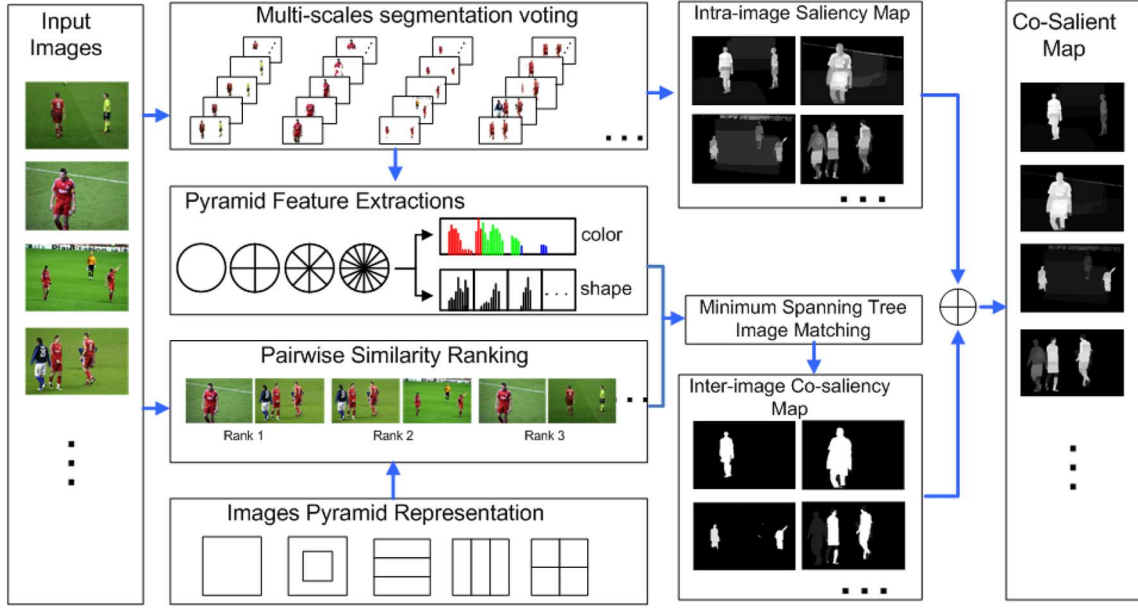 Input
Images
Multi-scales segmentation voting
Pyramid Feature Extractions
color
shape
Pairwise Similarity Ranking
Rank 1
Rank 2
Rank 3
Images Pyramid Representation
Intra-image Saliency Map
Minimum Spanning Tree
Image Matching
Inter-image Co-saliency
Map
Co-Salient
Map